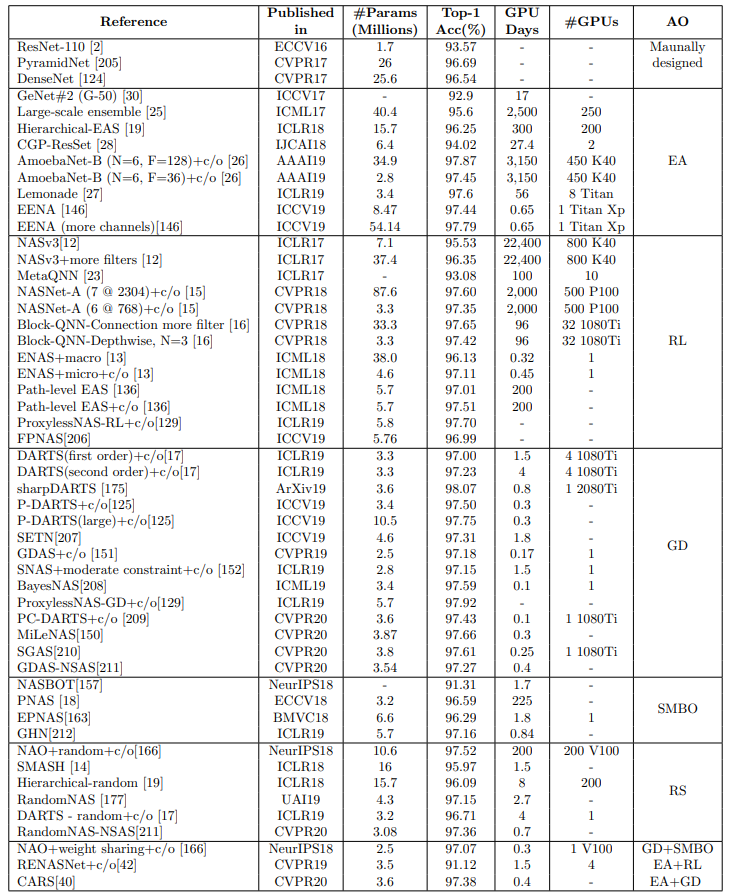 Reference Published in #Params (Millions) Top-1 Acc(%) GPU Days #GPUs AO
ResNet-110 [2] ECCV16 1.7 93.57 - - Maunally designed
PyramidNet [205] CVPR17 26 96.69 - -
DenseNet [124] CVPR17 25.6 96.54 - -
GeNet#2 (G-50) [30] ICCV17 - 92.9 17 - EA
Large-scale ensemble [25] ICML17 40.4 95.6 2,500 250
Hierarchical-EAS [19] ICLR18 15.7 96.25 300 200
CGP-ResSet [28] IJCAI18 6.4 94.02 27.4 2
AmoebaNet-B (N=6, F=128)+c/o [26] AAAI19 34.9 97.87 3,150 450 K40
AmoebaNet-B (N=6, F=36)+c/o [26] AAAI19 2.8 97.45 3,150 450 K40
Lemonade [27] ICLR19 3.4 97.6 56 8 Titan
EENA [146] ICCV19 8.47 97.44 0.65 1 Titan Xp
EENA (more channels)[146] ICCV19 54.14 97.79 0.65 1 Titan Xp
NASv3[12] ICLR17 7.1 95.53 22,400 800 K40 RL
NASv3+more filters [12] ICLR17 37.4 96.35 22,400 800 K40
MetaQNN [23] ICLR17 - 93.08 100 10
NASNet-A (7 @ 2304)+c/o [15] CVPR18 87.6 97.60 2,000 500 P100
NASNet-A (6 @ 768)+c/o [15] CVPR18 3.3 97.35 2,000 500 P100
Block-QNN-Connection more filter [16] CVPR18 33.3 97.65 96 32 1080Ti
Block-QNN-Depthwise, N=3 [16] CVPR18 3.3 97.42 96 32 1080Ti
ENAS+macro [13] ICML18 38.0 96.13 0.32 1
ENAS+micro+c/o [13] ICML18 4.6 97.11 0.45 1
Path-level EAS [136] ICML18 5.7 97.01 200 -
Path-level EAS+c/o [136] ICML18 5.7 97.51 200 -
ProxylessNAS-RL+c/o[129] ICLR19 5.8 97.70 - -
FPNAS[206] ICCV19 5.76 96.99 - -
DARTS(first order)+c/o[17] ICLR19 3.3 97.00 1.5 4 1080Ti GD
DARTS(second order)+c/o[17] ICLR19 3.3 97.23 4 4 1080Ti
sharpDARTS [175] ArXiv19 3.6 98.07 0.8 1 2080Ti
P-DARTS+c/o[125] ICCV19 3.4 97.50 0.3 -
P-DARTS(large)+c/o[125] ICCV19 10.5 97.75 0.3 -
SETN[207] ICCV19 4.6 97.31 1.8 -
GDAS+c/o [151] CVPR19 2.5 97.18 0.17 1
SNAS+moderate constraint+c/o [152] ICLR19 2.8 97.15 1.5 1
BayesNAS[208] ICML19 3.4 97.59 0.1 1
ProxylessNAS-GD+c/o[129] ICLR19 5.7 97.92 - -
PC-DARTS+c/o [209] CVPR20 3.6 97.43 0.1 1 1080Ti
MiLeNAS[150] CVPR20 3.87 97.66 0.3 -
SGAS[210] CVPR20 3.8 97.61 0.25 1 1080Ti
GDAS-NSAS[211] CVPR20 3.54 97.27 0.4 -
NASBOT[157] NeurIPS18 - 91.31 1.7 - SMBO
PNAS [18] ECCV18 3.2 96.59 225 -
EPNAS[163] BMVC18 6.6 96.29 1.8 1
GHN[212] ICLR19 5.7 97.16 0.84 -
NAO+random+c/o[166] NeurIPS18 10.6 97.52 200 200 V100 RS
SMASH [14] ICLR18 16 95.97 1.5 -
Hierarchical-random [19] ICLR18 15.7 96.09 8 200
RandomNAS [177] UAI19 4.3 97.15 2.7 -
DARTS - random+c/o [17] ICLR19 3.2 96.71 4 1
RandomNAS-NSAS[211] CVPR20 3.08 97.36 0.7 -
NAO+weight sharing+c/o [166] NeurIPS18 2.5 97.07 0.3 1 V100 GD+SMBO
RENASNet+c/o[42] CVPR19 3.5 91.12 1.5 4 EA+RL
CARS[40] CVPR20 3.6 97.38 0.4 - EA+GD